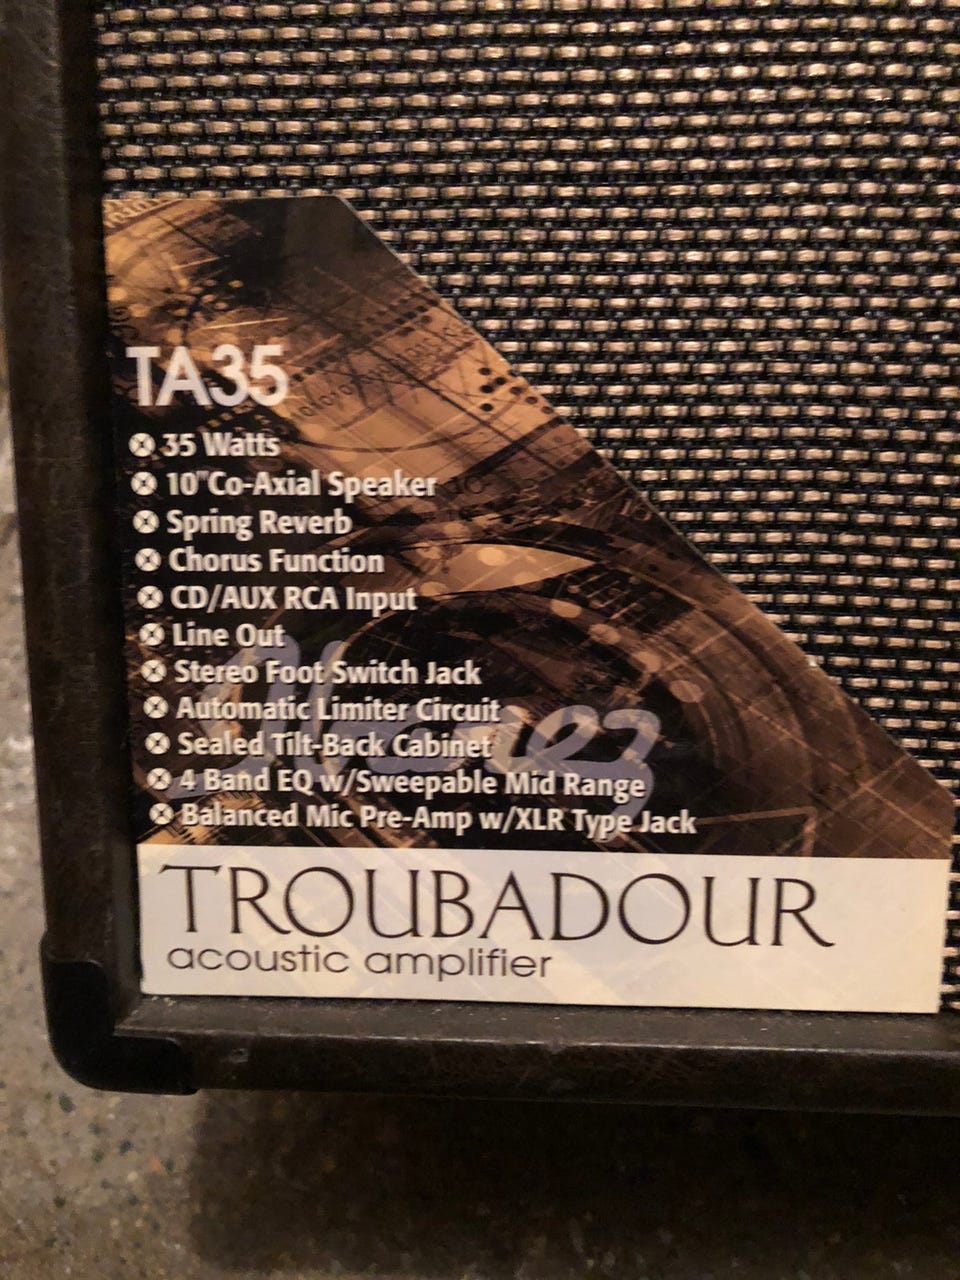 TA35
35 Watts
10"Co-Axial Speaker
Spring Reverb
Chorus Function
CD/AUX RCA Input
Line Out
Stereo Foot Switch Jack
Automatic Limiter Circuit
Sealed Tilt-Back Cabinet
4 Band EQ w/Sweepable Mid Range
Balanced Mic Pre-Amp w/XLR Type Jack
Ibanez
TROUBADOUR
acoustic amplifier